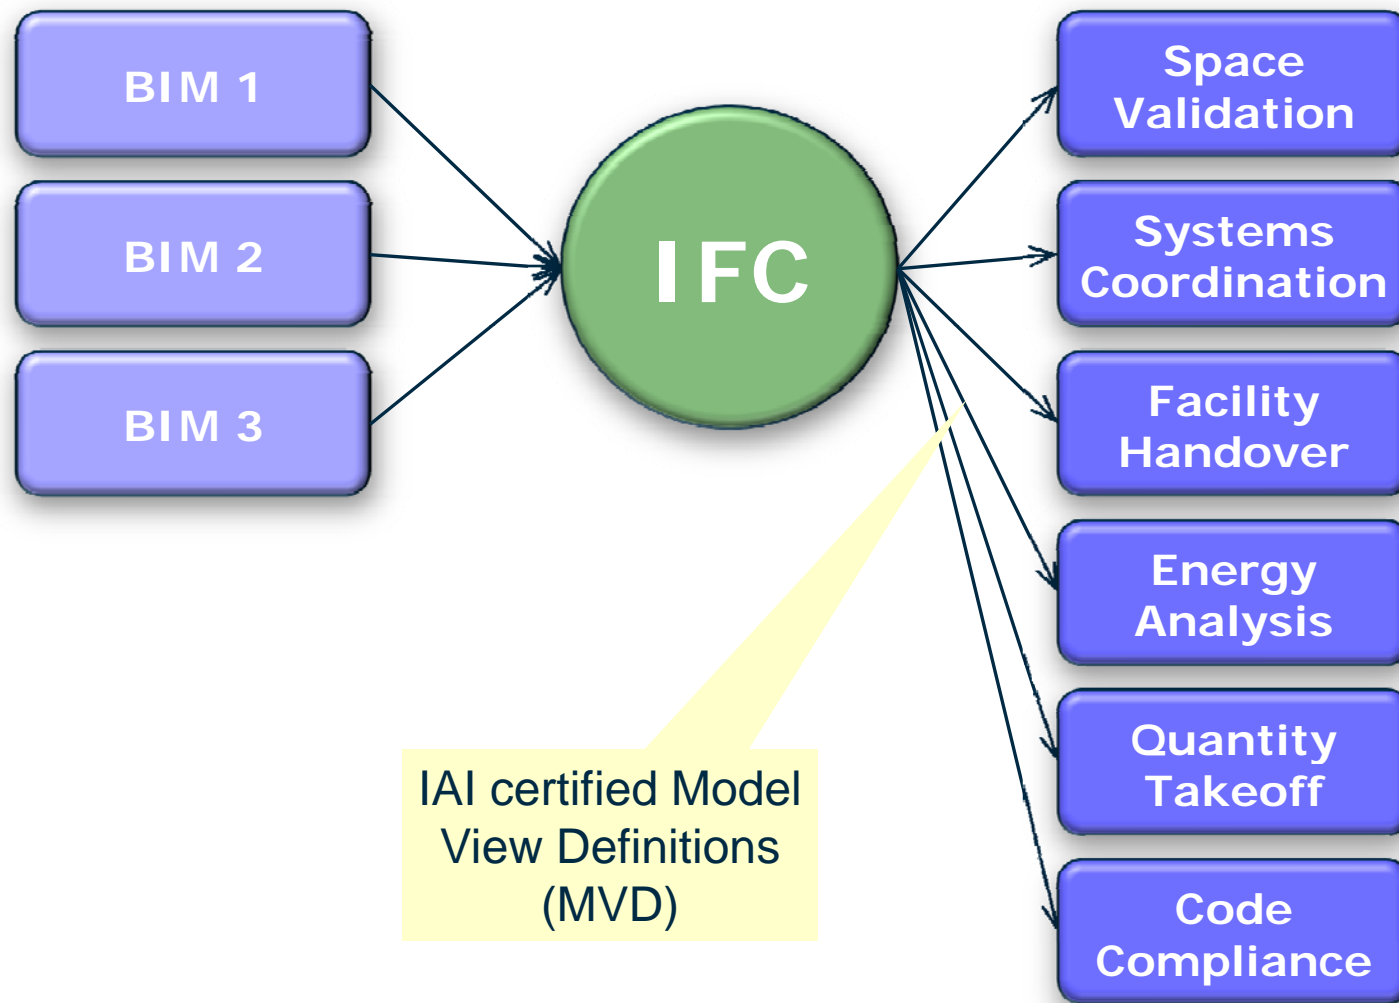 BIM 1
BIM 2
BIM 3
IFC
Space
Validation
Systems
Coordination
Facility
Handover
Energy
Analysis
Quantity
Takeoff
Code
Compliance
IAI certified Model
View Definitions
(MVD)